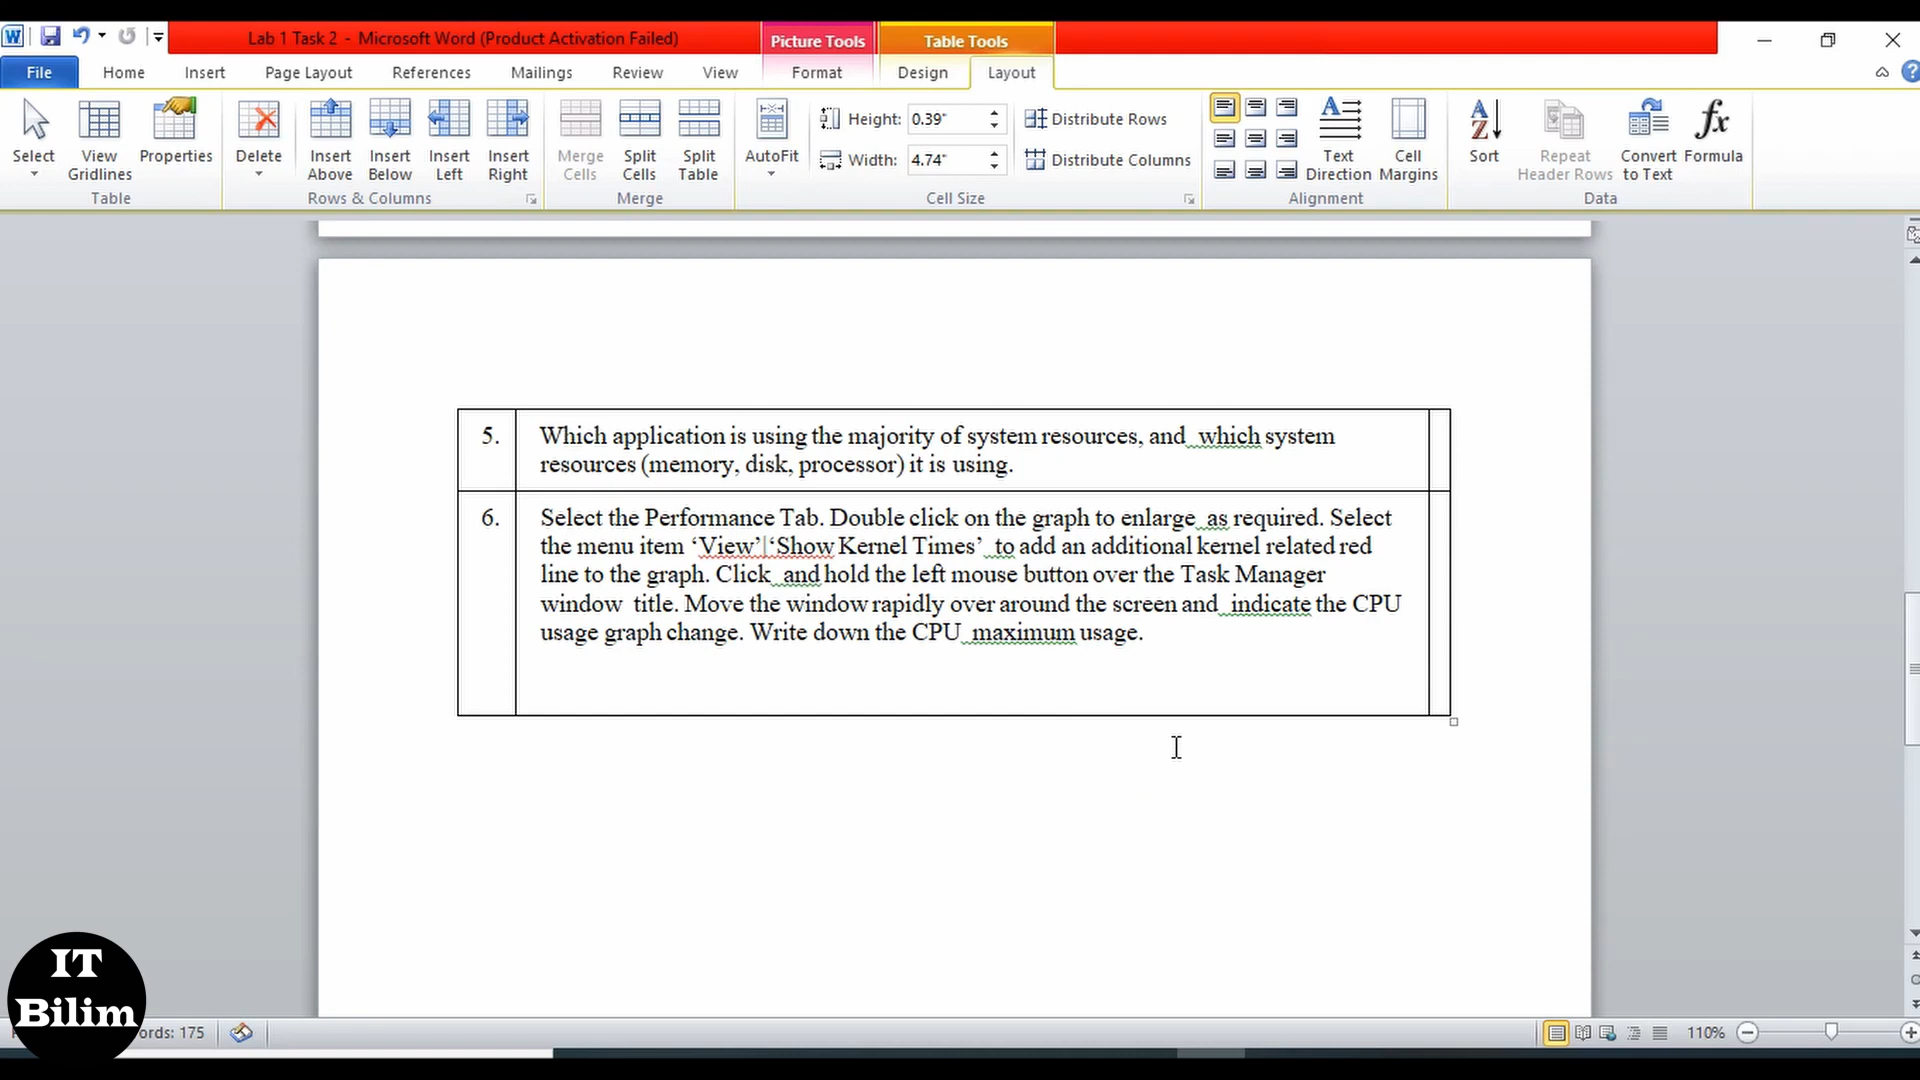 Lab 1 Task 2 - Microsoft Word (Product Activation Failed)
Picture Tools
Table Tools
File
Home
Insert
Page Layout
References
Mailings
Review
View
Format
Design
Layout
Select
View Gridlines
Properties
Table
Delete
Insert Above
Insert Below
Insert Left
Insert Right
Rows & Columns
Merge Cells
Split Cells
Split Table
Merge
AutoFit
Height: 0.39"
Width: 4.74"
Distribute Rows
Distribute Columns
Cell Size
Text Direction
Cell Margins
Alignment
Sort
Repeat Header Rows
Convert to Text
Formula
Data
5. Which application is using the majority of system resources, and which system
resources (memory, disk, processor) it is using.
6. Select the Performance Tab. Double click on the graph to enlarge as required. Select
the menu item ‘View’|‘Show Kernel Times’ to add an additional kernel related red
line to the graph. Click and hold the left mouse button over the Task Manager
window title. Move the window rapidly over around the screen and indicate the CPU
usage graph change. Write down the CPU maximum usage.
IT
Bilim
ords: 175
110%